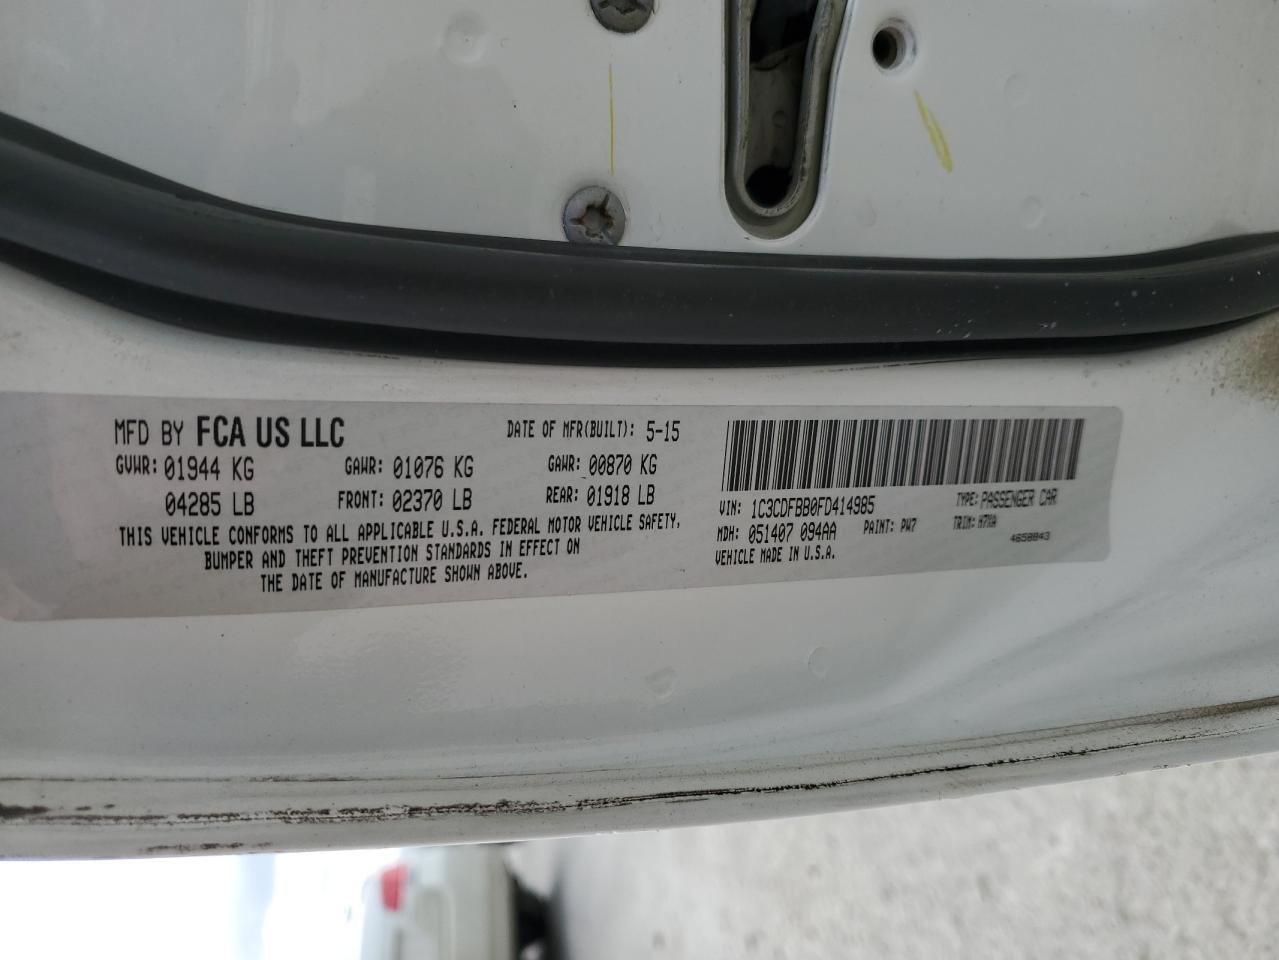 MFD BY FCA US LLC DATE OF MFR(BUILT): 5-15
GVWR: 01944 KG GAWR: 01076 KG GAWR: 00870 KG
04285 LB FRONT: 02370 LB REAR: 01918 LB
THIS VEHICLE CONFORMS TO ALL APPLICABLE U.S.A. FEDERAL MOTOR VEHICLE SAFETY,
BUMPER AND THEFT PREVENTION STANDARDS IN EFFECT ON
THE DATE OF MANUFACTURE SHOWN ABOVE.
VIN: 1C3CDFBB0FD414985 TYPE: PASSENGER CAR
MDH: 051407 094AA PAINT: PW7 TRIM:
VEHICLE MADE IN U.S.A. 4658843